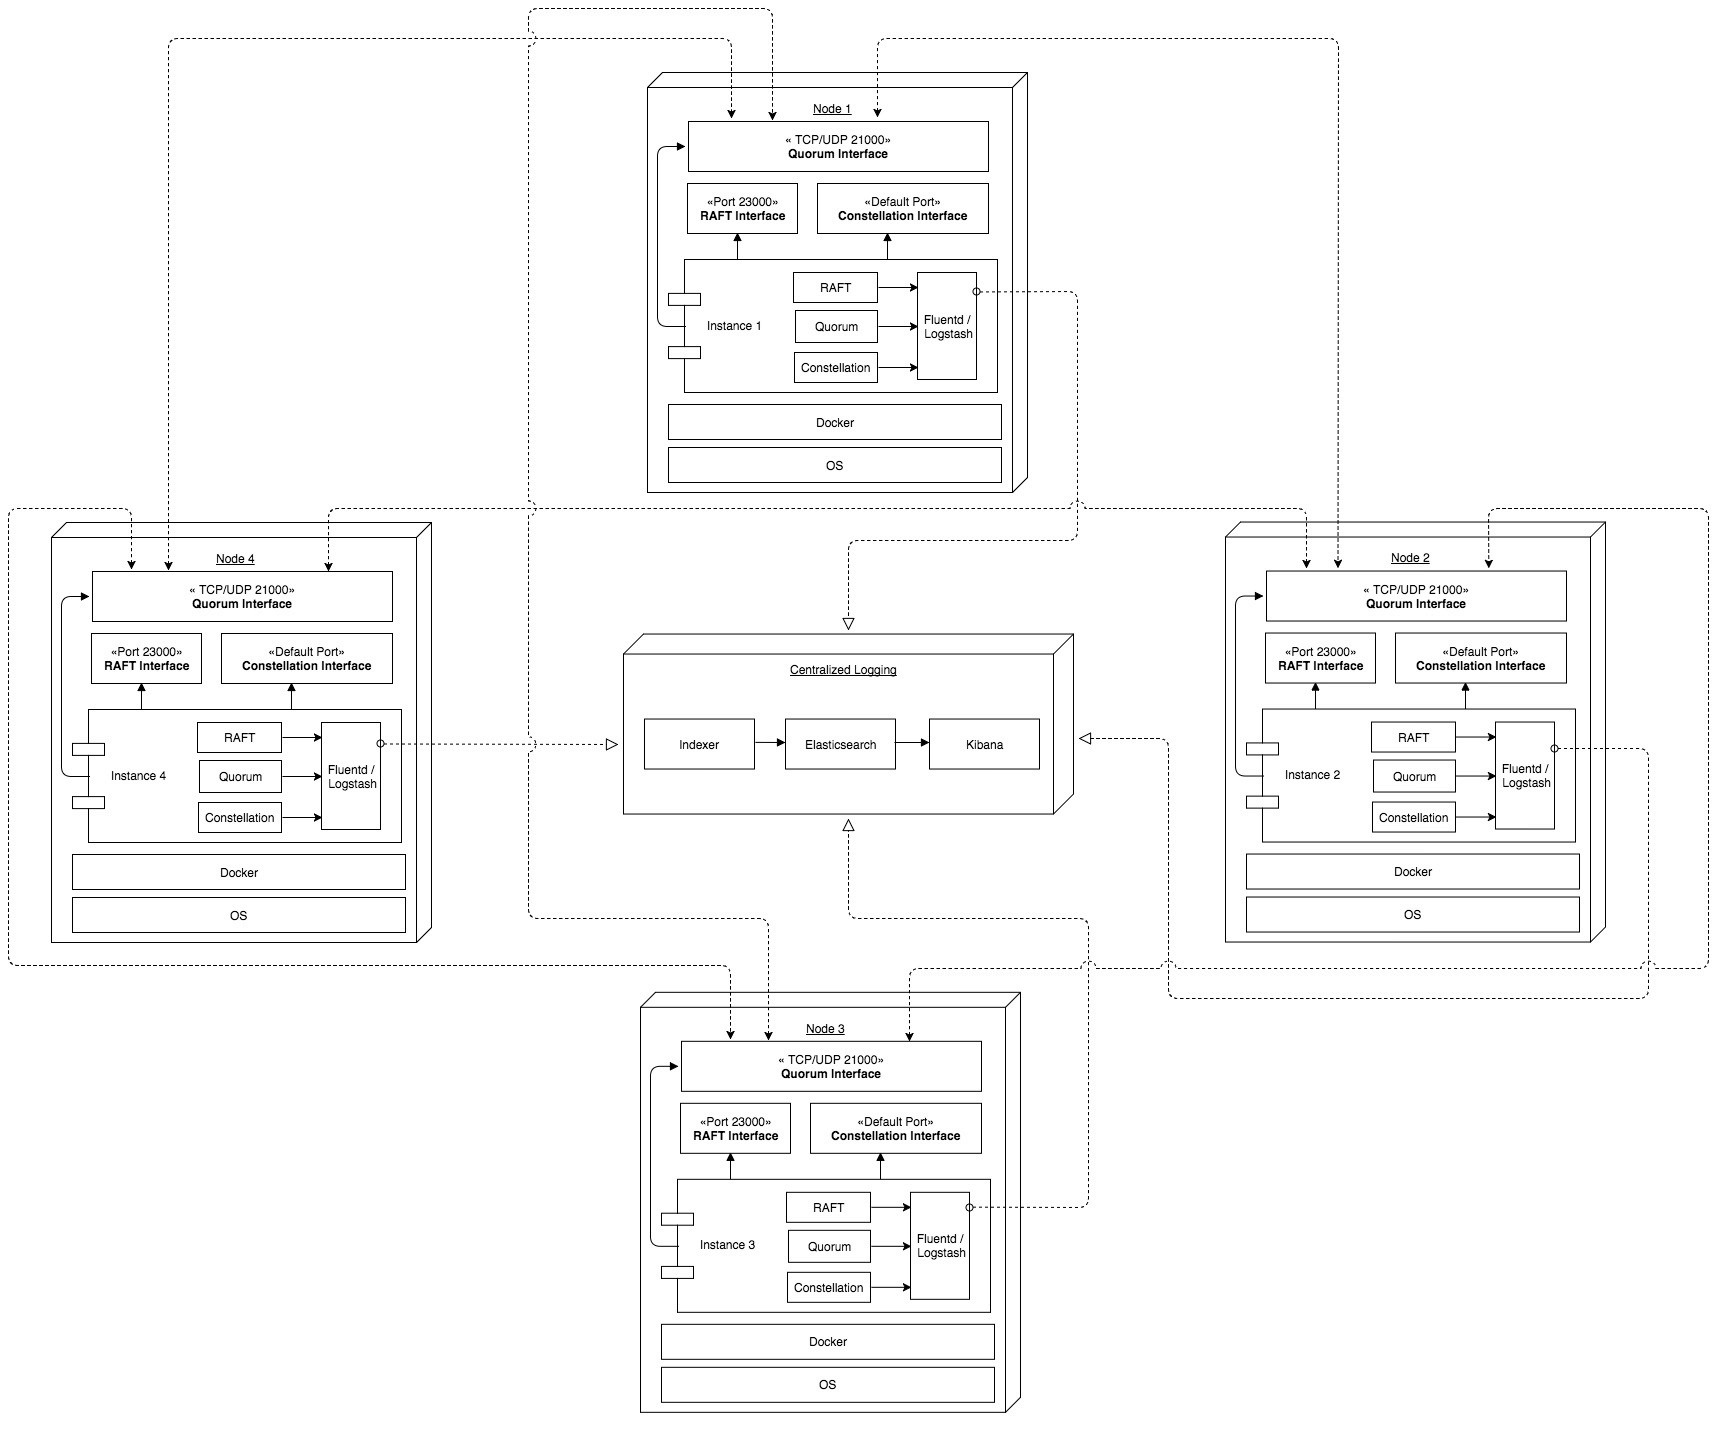 Node 1
« TCP/UDP 21000»
Quorum Interface
«Port 23000»
RAFT Interface
«Default Port»
Constellation Interface
Instance 1
RAFT
Quorum
Constellation
Fluentd /
Logstash
Docker
OS
Node 4
« TCP/UDP 21000»
Quorum Interface
«Port 23000»
RAFT Interface
«Default Port»
Constellation Interface
Instance 4
RAFT
Quorum
Constellation
Fluentd /
Logstash
Docker
OS
Centralized Logging
Indexer
Elasticsearch
Kibana
Node 2
« TCP/UDP 21000»
Quorum Interface
«Port 23000»
RAFT Interface
«Default Port»
Constellation Interface
Instance 2
RAFT
Quorum
Constellation
Fluentd /
Logstash
Docker
OS
Node 3
« TCP/UDP 21000»
Quorum Interface
«Port 23000»
RAFT Interface
«Default Port»
Constellation Interface
Instance 3
RAFT
Quorum
Constellation
Fluentd /
Logstash
Docker
OS